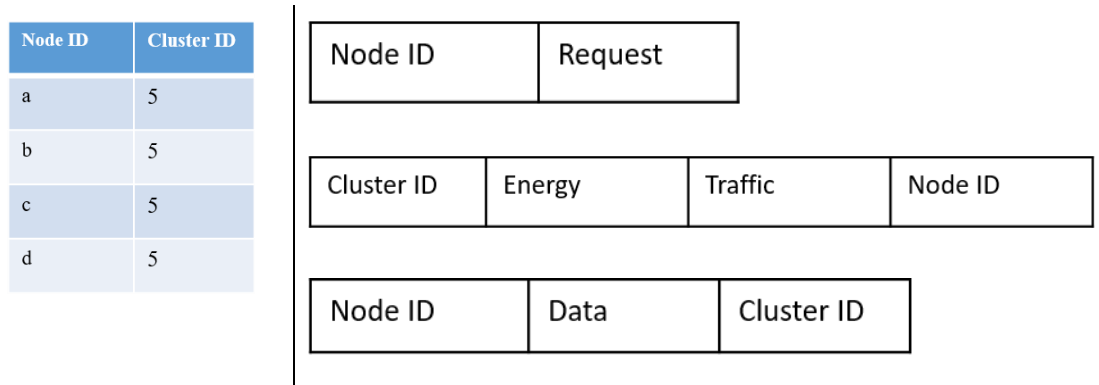 Node ID Cluster ID
a 5
b 5
c 5
d 5
Node ID Request
Cluster ID Energy Traffic Node ID
Node ID Data Cluster ID